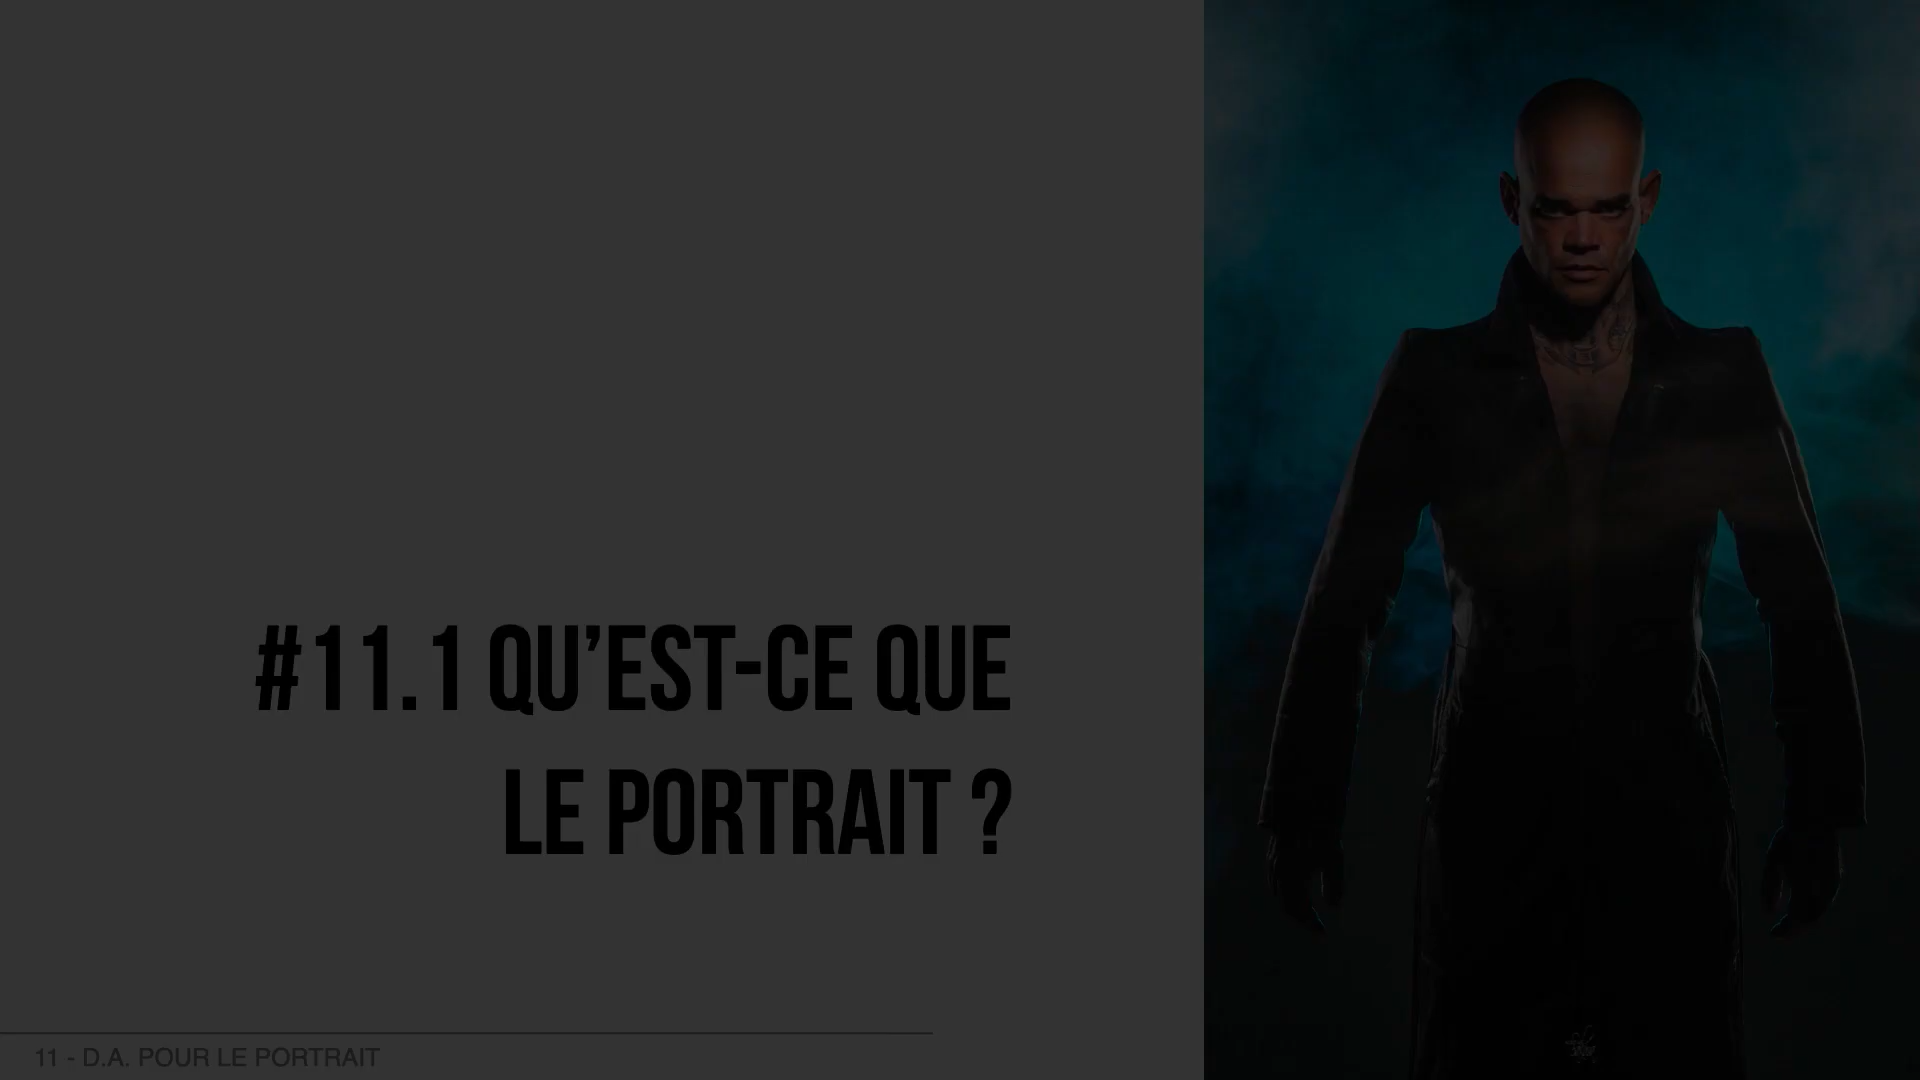 #11.1 QU’EST-CE QUE
LE PORTRAIT ?
11 - D.A. POUR LE PORTRAIT